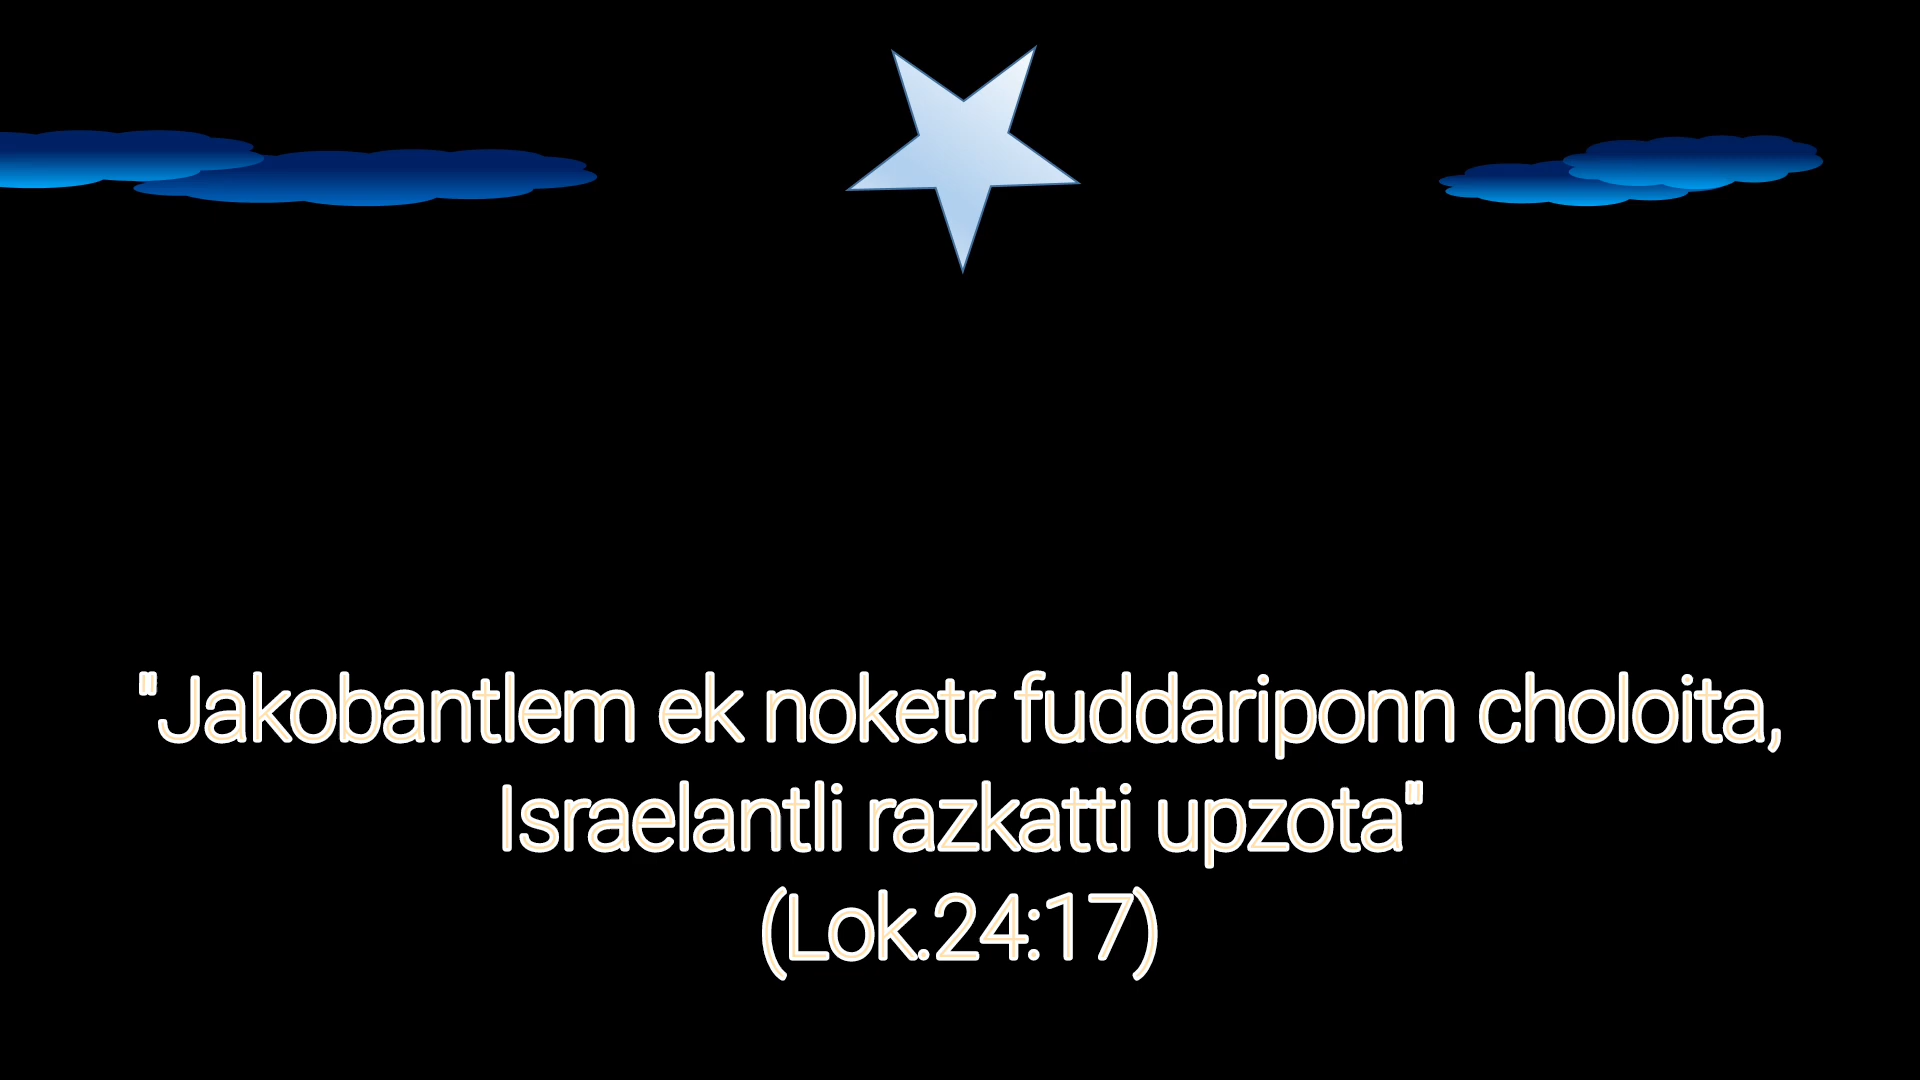 "Jakobantlem ek noketr fuddariponn choloita,
Israelantli razkatti upzota"
(Lok.24:17)